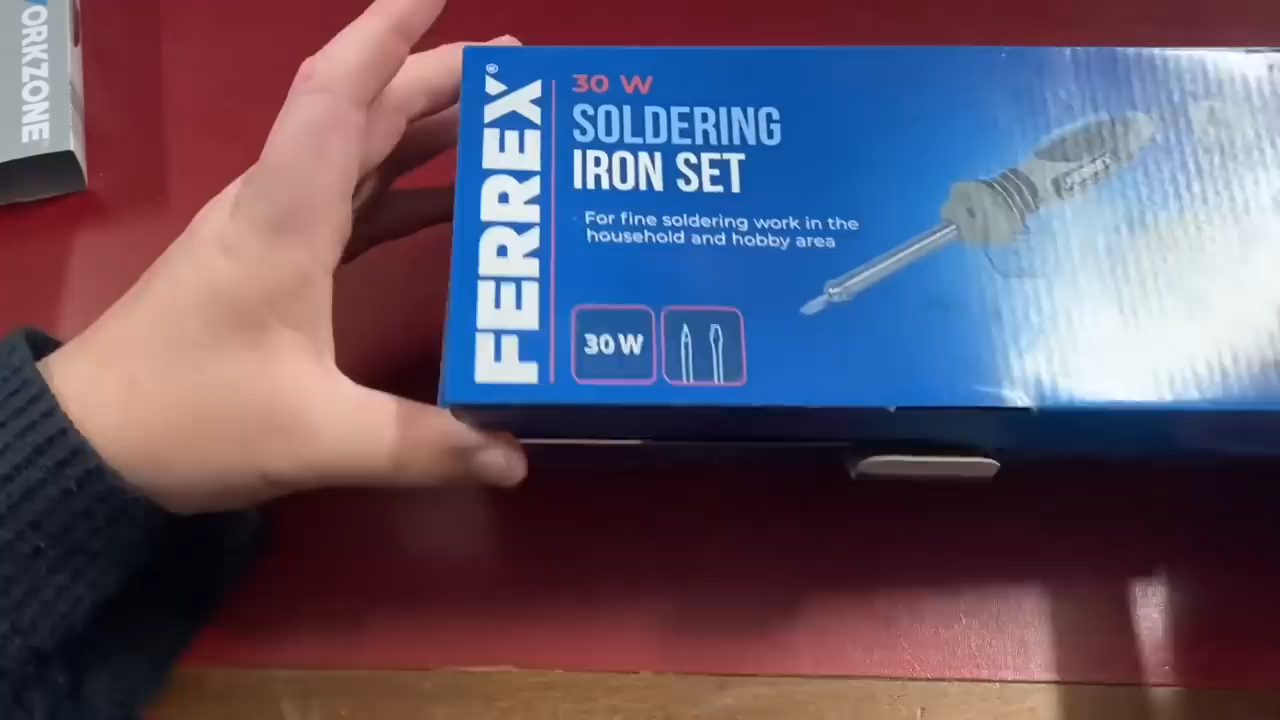 ORKZONE
FERREX®
30 W
SOLDERING
IRON SET
For fine soldering work in the
household and hobby area
30 W